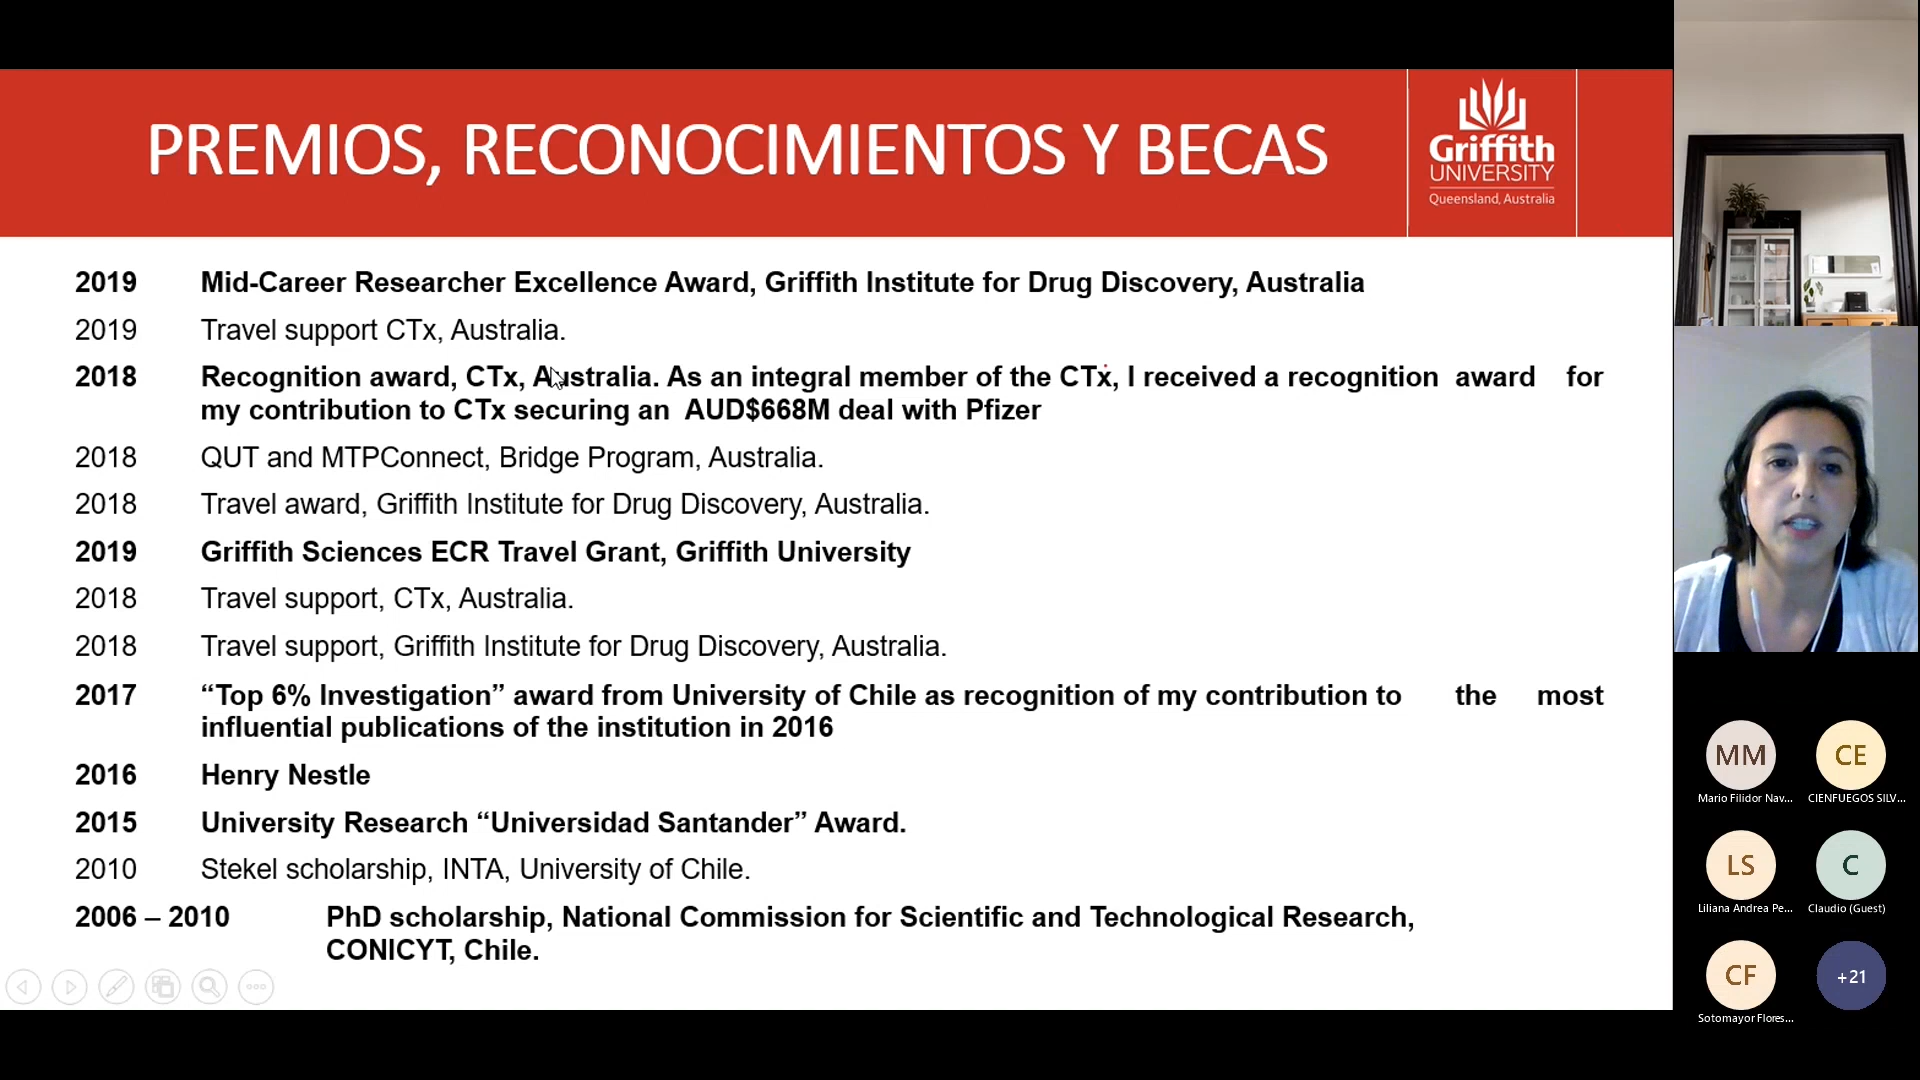 PREMIOS, RECONOCIMIENTOS Y BECAS
Griffith
UNIVERSITY
Queensland, Australia
2019 Mid-Career Researcher Excellence Award, Griffith Institute for Drug Discovery, Australia
2019 Travel support CTx, Australia.
2018 Recognition award, CTx, Australia. As an integral member of the CTx, I received a recognition award for
my contribution to CTx securing an AUD$668M deal with Pfizer
2018 QUT and MTPConnect, Bridge Program, Australia.
2018 Travel award, Griffith Institute for Drug Discovery, Australia.
2019 Griffith Sciences ECR Travel Grant, Griffith University
2018 Travel support, CTx, Australia.
2018 Travel support, Griffith Institute for Drug Discovery, Australia.
2017 “Top 6% Investigation” award from University of Chile as recognition of my contribution to the most
influential publications of the institution in 2016
2016 Henry Nestle
2015 University Research “Universidad Santander” Award.
2010 Stekel scholarship, INTA, University of Chile.
2006 – 2010 PhD scholarship, National Commission for Scientific and Technological Research,
CONICYT, Chile.
MM
Mario Filidor Nav...
CE
CIENFUEGOS SILV...
LS
Liliana Andrea Pe...
C
Claudio (Guest)
CF
Sotomayor Flores...
+21